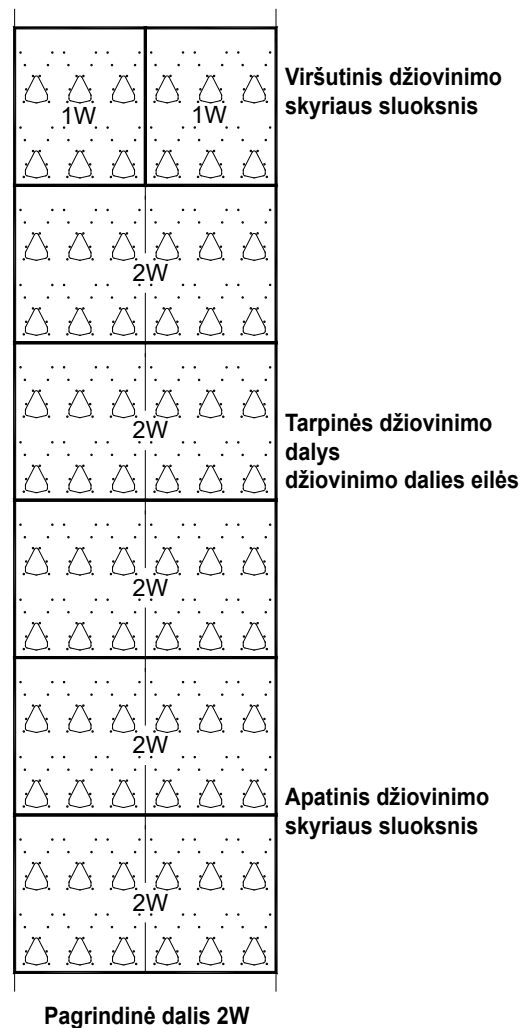 Viršutinis džiovinimo
skyriaus sluoksnis
1W 1W
2W
2W
Tarpinės džiovinimo
dalys
džiovinimo dalies eilės
2W
2W
Apatinis džiovinimo
skyriaus sluoksnis
2W
Pagrindinė dalis 2W